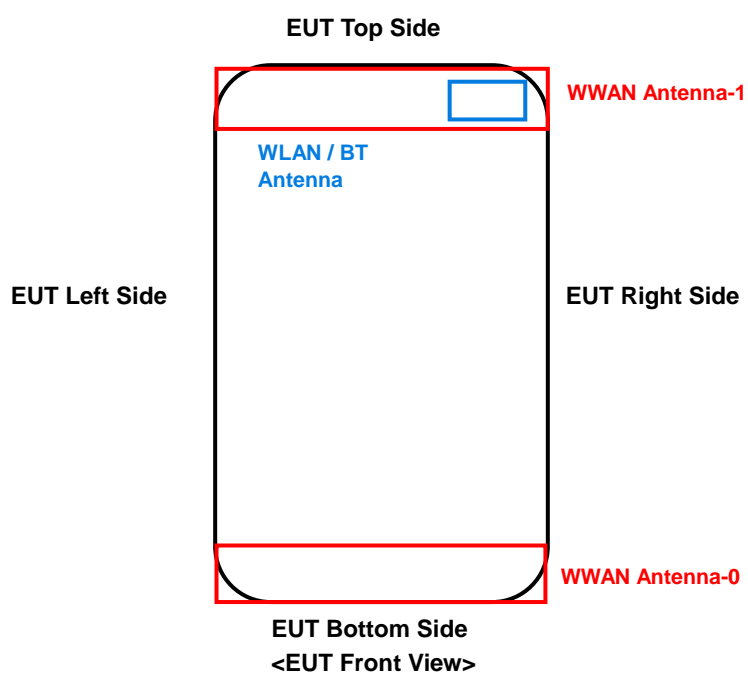 EUT Top Side
WWAN Antenna-1
WLAN / BT
Antenna
EUT Left Side
EUT Right Side
WWAN Antenna-0
EUT Bottom Side
<EUT Front View>